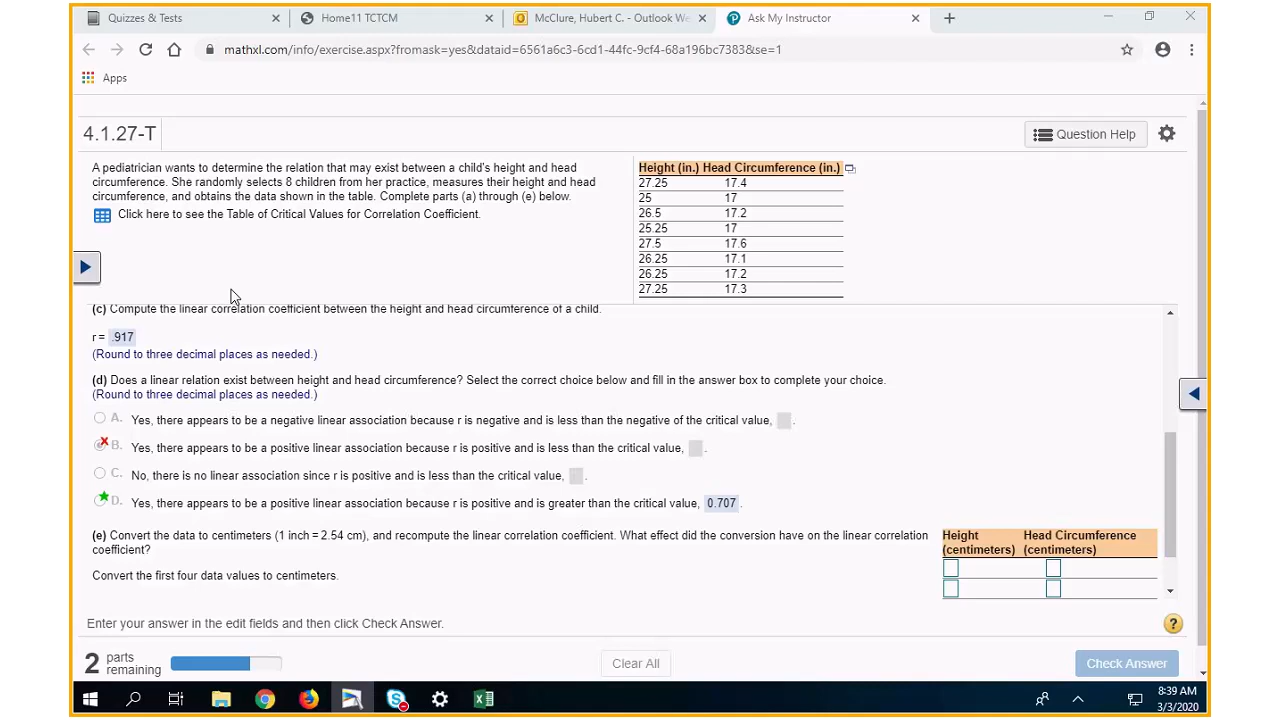 Quizzes & Tests
Home11 TCTCM
McClure, Hubert C. - Outlook We
Ask My Instructor
mathxl.com/info/exercise.aspx?fromask=yes&dataid=6561a6c3-6cd1-44fc-9cf4-68a196bc7383&se=1
Apps
4.1.27-T
Question Help
A pediatrician wants to determine the relation that may exist between a child's height and head
circumference. She randomly selects 8 children from her practice, measures their height and head
circumference, and obtains the data shown in the table. Complete parts (a) through (e) below.
Click here to see the Table of Critical Values for Correlation Coefficient.
Height (in.) Head Circumference (in.)
27.25 17.4
25 17
26.5 17.2
25.25 17
27.5 17.6
26.25 17.1
26.25 17.2
27.25 17.3
(c) Compute the linear correlation coefficient between the height and head circumference of a child.
r = .917
(Round to three decimal places as needed.)
(d) Does a linear relation exist between height and head circumference? Select the correct choice below and fill in the answer box to complete your choice.
(Round to three decimal places as needed.)
A. Yes, there appears to be a negative linear association because r is negative and is less than the negative of the critical value, .
B. Yes, there appears to be a positive linear association because r is positive and is less than the critical value, .
C. No, there is no linear association since r is positive and is less than the critical value, .
D. Yes, there appears to be a positive linear association because r is positive and is greater than the critical value, 0.707 .
(e) Convert the data to centimeters (1 inch = 2.54 cm), and recompute the linear correlation coefficient. What effect did the conversion have on the linear correlation
coefficient?
Convert the first four data values to centimeters.
Height Head Circumference
(centimeters) (centimeters)
Enter your answer in the edit fields and then click Check Answer.
?
2 parts
remaining
Clear All
Check Answer
8:39 AM
3/3/2020